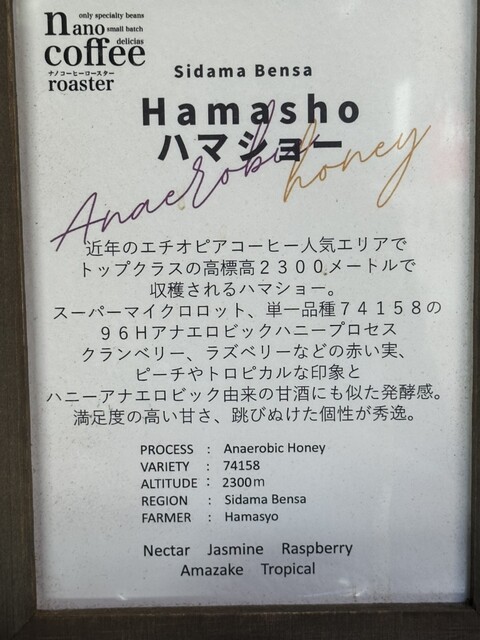 nano
only specialty beans
small batch
delicias
coffee
ナノコーヒーロースター
roaster
Sidama Bensa
Hamasho
ハマショー
Anaerobic honey
近年のエチオピアコーヒー人気エリアで
トップクラスの高標高２３００メートルで
収穫されるハマショー。
スーパーマイクロロット、単一品種７４１５８の
９６Hアナエロビックハニープロセス
クランベリー、ラズベリーなどの赤い実、
ピーチやトロピカルな印象と
ハニーアナエロビック由来の甘酒にも似た発酵感。
満足度の高い甘さ、跳びぬけた個性が秀逸。
PROCESS : Anaerobic Honey
VARIETY : 74158
ALTITUDE : 2300m
REGION : Sidama Bensa
FARMER : Hamasyo
Nectar Jasmine Raspberry
Amazake Tropical